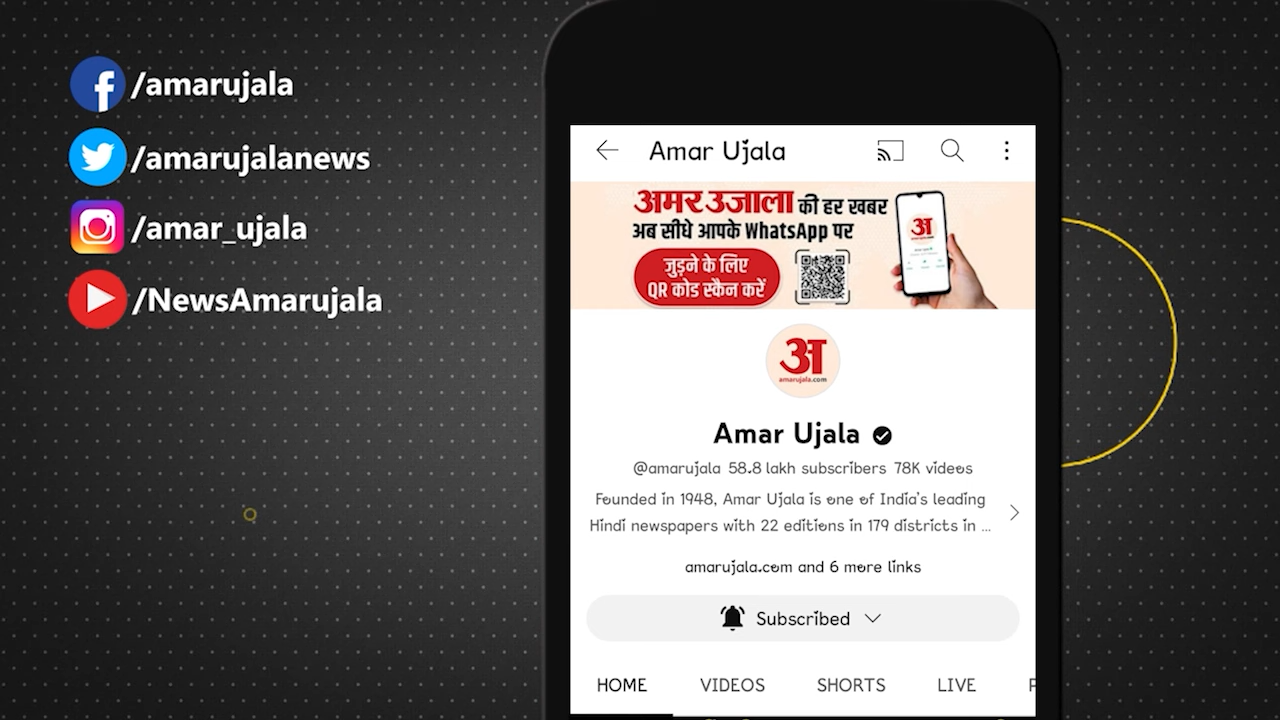 /amarujala
/amarujalanews
/amar_ujala
/NewsAmarujala
Amar Ujala
अमर उजाला की हर खबर
अब सीधे आपके WhatsApp पर
जुड़ने के लिए
QR कोड स्कैन करें
अ
अ
amarujala.com
Amar Ujala
@amarujala 58.8 lakh subscribers 78K videos
Founded in 1948, Amar Ujala is one of India's leading
Hindi newspapers with 22 editions in 179 districts in ...
amarujala.com and 6 more links
Subscribed
HOME VIDEOS SHORTS LIVE